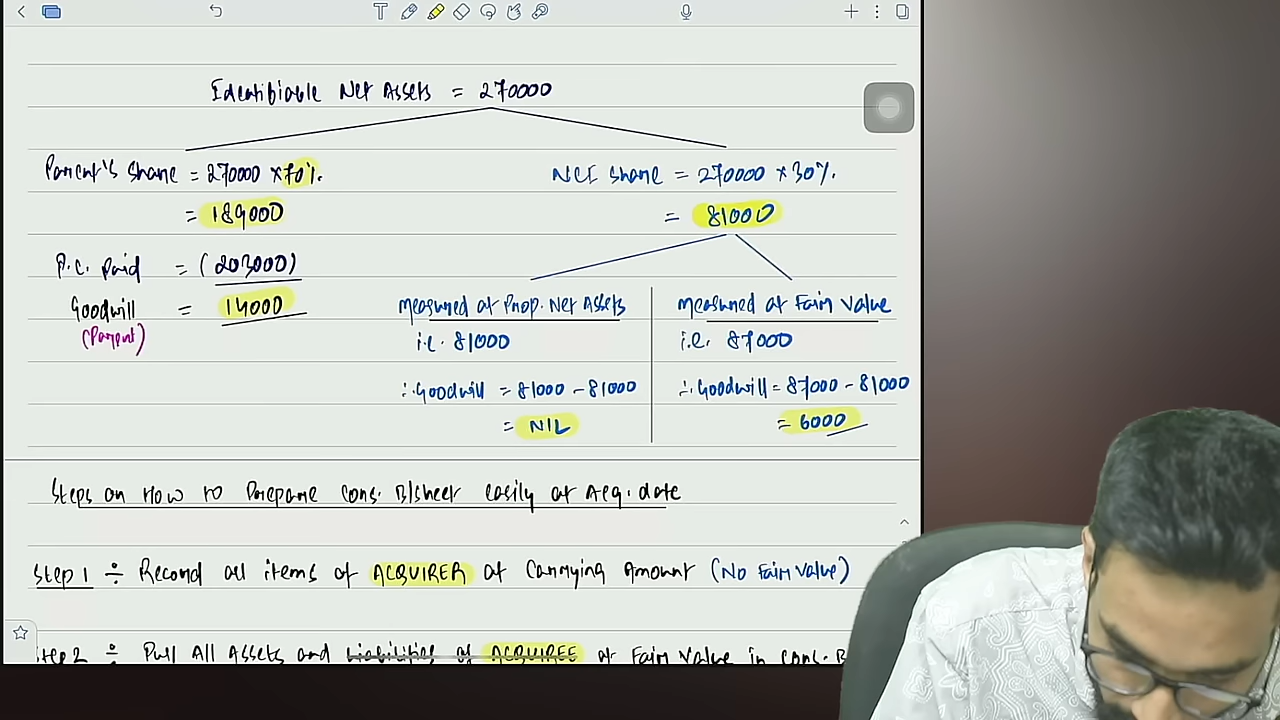 Identifiable Net Assets = 270000
Parent's share = 270000 x 70%.
= 189000
P.C. paid = (203000)
Goodwill = 14000
(Parent)
NCI share = 270000 x 30%.
= 81000
Measured at Prop. Net Assets
i.e. 81000
∴ Goodwill = 81000 - 81000
= NIL
Measured at Fair Value
i.e. 87000
∴ Goodwill = 87000 - 81000
= 6000
Steps on How to Prepare cons. B/sheet easily at Acq. date
Step 1 ÷ Record all items of ACQUIRER at Carrying Amount (No Fair Value)
Step 2 ÷ Pull All Assets and Liabilities of ACQUIREE at Fair Value in cons. B